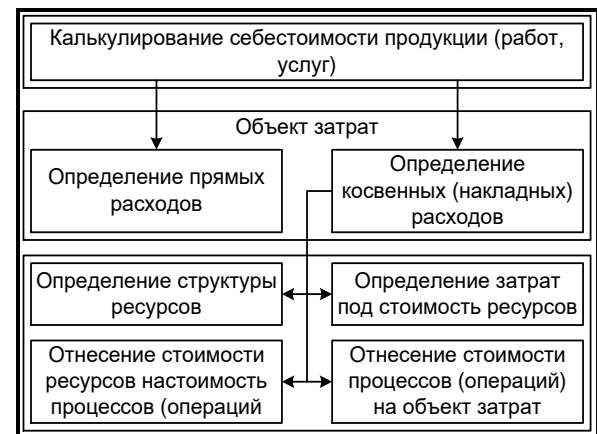 Калькулирование себестоимости продукции (работ,
услуг)
Объект затрат
Определение прямых
расходов
Определение
косвенных (накладных)
расходов
Определение структуры
ресурсов
Определение затрат
под стоимость ресурсов
Отнесение стоимости
ресурсов настоимость
процессов (операций
Отнесение стоимости
процессов (операций)
на объект затрат